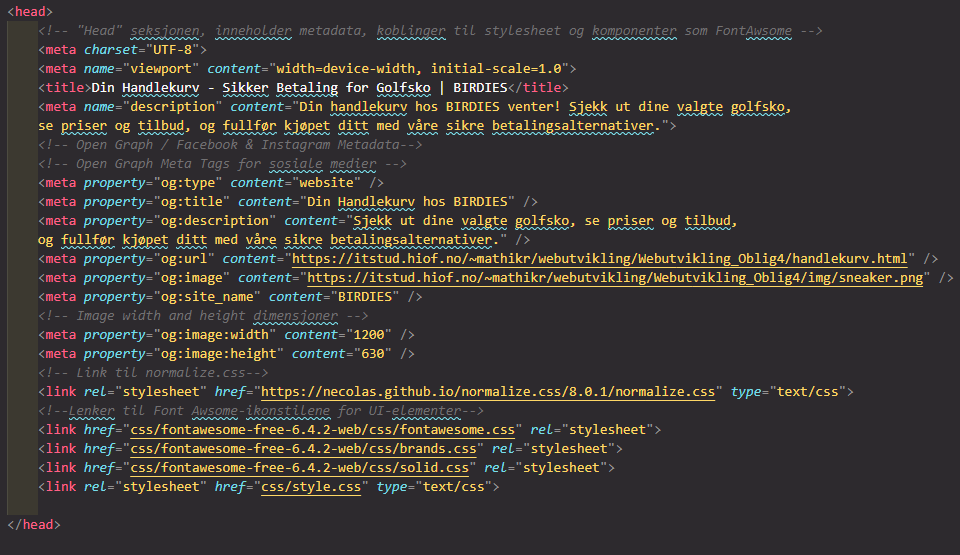 <head>
<!-- "Head" seksjonen, inneholder metadata, koblinger til stylesheet og komponenter som FontAwsome -->
<meta charset="UTF-8">
<meta name="viewport" content="width=device-width, initial-scale=1.0">
<title>Din Handlekurv - Sikker Betaling for Golfsko | BIRDIES</title>
<meta name="description" content="Din handlekurv hos BIRDIES venter! Sjekk ut dine valgte golfsko,
se priser og tilbud, og fullfør kjøpet ditt med våre sikre betalingsalternativer.">
<!-- Open Graph / Facebook & Instagram Metadata-->
<!-- Open Graph Meta Tags for sosiale medier -->
<meta property="og:type" content="website" />
<meta property="og:title" content="Din Handlekurv hos BIRDIES" />
<meta property="og:description" content="Sjekk ut dine valgte golfsko, se priser og tilbud,
og fullfør kjøpet ditt med våre sikre betalingsalternativer." />
<meta property="og:url" content="https://itstud.hiof.no/~mathikr/webutvikling/Webutvikling_Oblig4/handlekurv.html" />
<meta property="og:image" content="https://itstud.hiof.no/~mathikr/webutvikling/Webutvikling_Oblig4/img/sneaker.png" />
<meta property="og:site_name" content="BIRDIES" />
<!-- Image width and height dimensjoner -->
<meta property="og:image:width" content="1200" />
<meta property="og:image:height" content="630" />
<!-- Link til normalize.css-->
<link rel="stylesheet" href="https://necolas.github.io/normalize.css/8.0.1/normalize.css" type="text/css">
<!--Lenker til Font Awsome-ikonstilene for UI-elementer-->
<link href="css/fontawesome-free-6.4.2-web/css/fontawesome.css" rel="stylesheet">
<link href="css/fontawesome-free-6.4.2-web/css/brands.css" rel="stylesheet">
<link href="css/fontawesome-free-6.4.2-web/css/solid.css" rel="stylesheet">
<link rel="stylesheet" href="css/style.css" type="text/css">
</head>